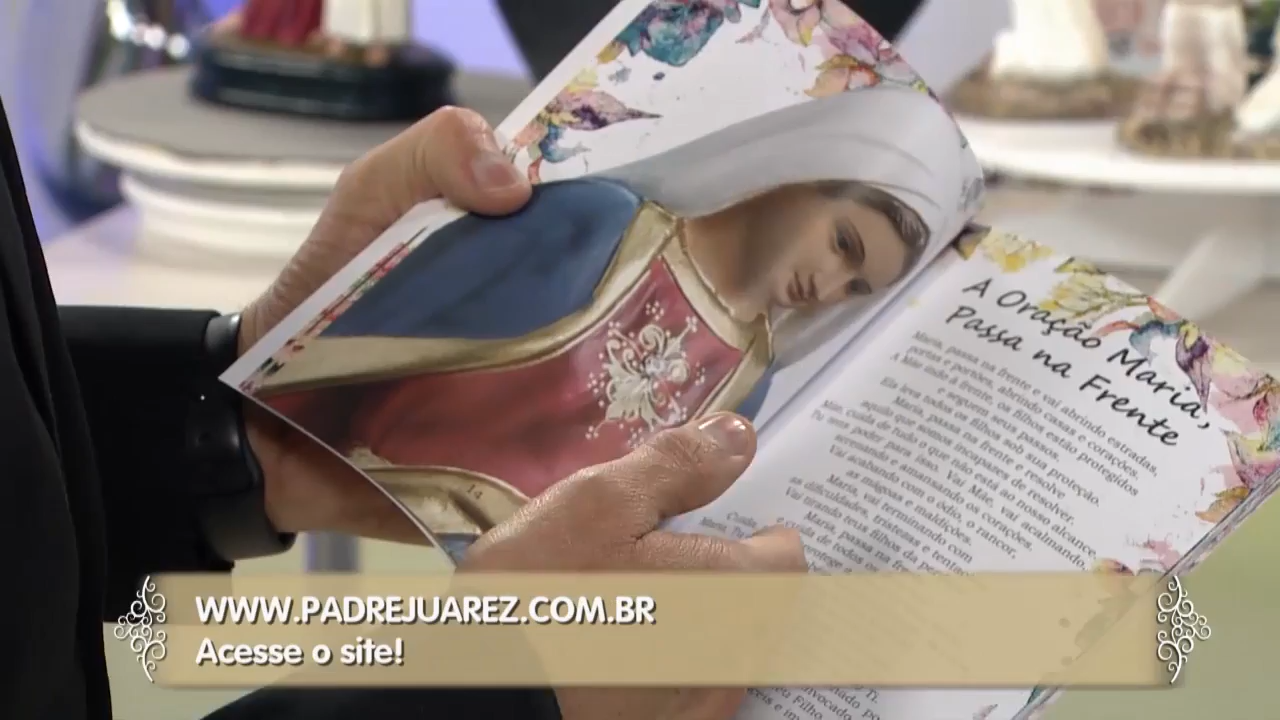 A Oração Maria,
Passa na Frente
Maria, passa na frente e vai abrindo estradas,
portas e portões, abrindo casas e corações.
A Mãe indo à frente, os filhos estão protegidos
e seguem seus passos.
Ela leva todos os filhos sob sua proteção.
Maria, passa na frente e resolve
aquilo que somos incapazes de resolver.
Mãe, cuida de tudo o que não está ao nosso alcance.
Tu tens poder para isso. Vai Mãe, vai acalmando,
serenando e amansando os corações.
Vai acabando com o ódio, o rancor,
as mágoas e maldições.
Maria, vai terminando com
as dificuldades, tristezas e
Vai tirando teus filhos da
Maria, passa na
e cuida de todos os
14
WWW.PADREJUAREZ.COM.BR
Acesse o site!